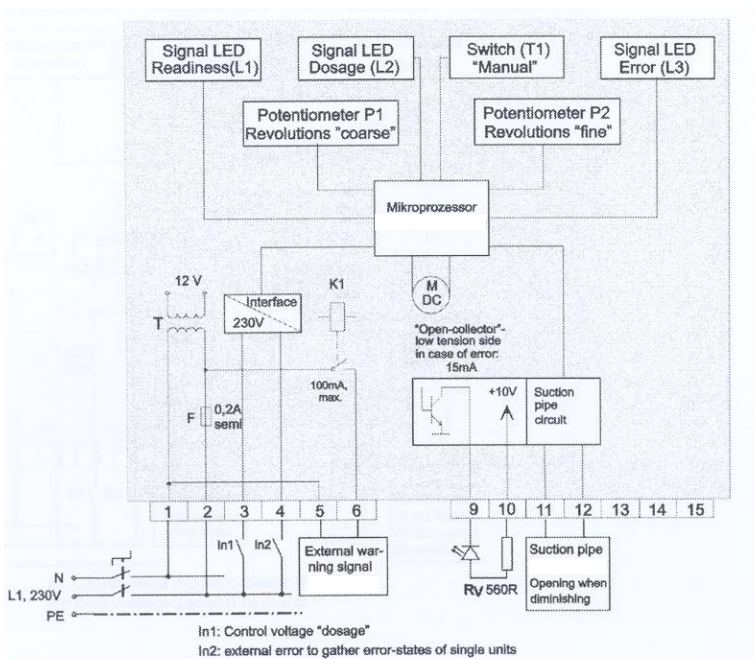 Signal LED
Readiness(L1)
Signal LED
Dosage (L2)
Switch (T1)
"Manual"
Signal LED
Error (L3)
Potentiometer P1
Revolutions "coarse"
Potentiometer P2
Revolutions "fine"
Mikroprozessor
12 V
T
Interface
230V
K1
M
DC
"Open-collector"-
low tension side
in case of error:
15mA
100mA,
max.
F
0,2A
semi
+10V
Suction
pipe
circuit
1
2
3
4
5
6
9
10
11
12
13
14
15
In1
In2
External war-
ning signal
Rv 560R
Suction pipe
Opening when
diminishing
N
L1, 230V
PE
In1: Control voltage "dosage"
In2: external error to gather error-states of single units